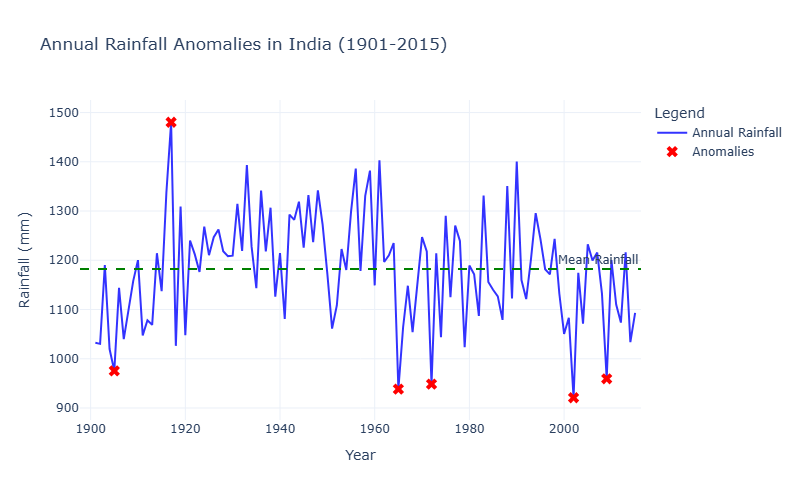 Annual Rainfall Anomalies in India (1901-2015)
Legend
Annual Rainfall
Anomalies
1500
1400
1300
1200
1100
1000
900
Rainfall (mm)
Mean Rainfall
1900 1920 1940 1960 1980 2000
Year